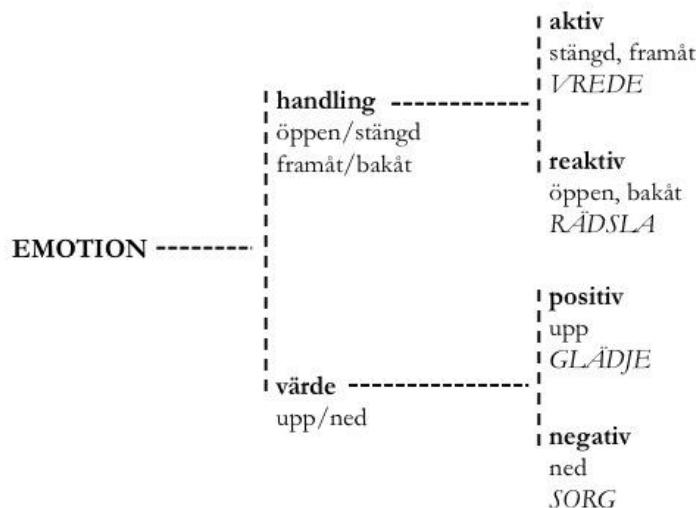 aktiv
stängd, framåt
VREDE
handling
öppen/stängd
framåt/bakåt
reaktiv
öppen, bakåt
RÄDSLA
EMOTION
positiv
upp
GLÄDJE
värde
upp/ned
negativ
ned
SORG